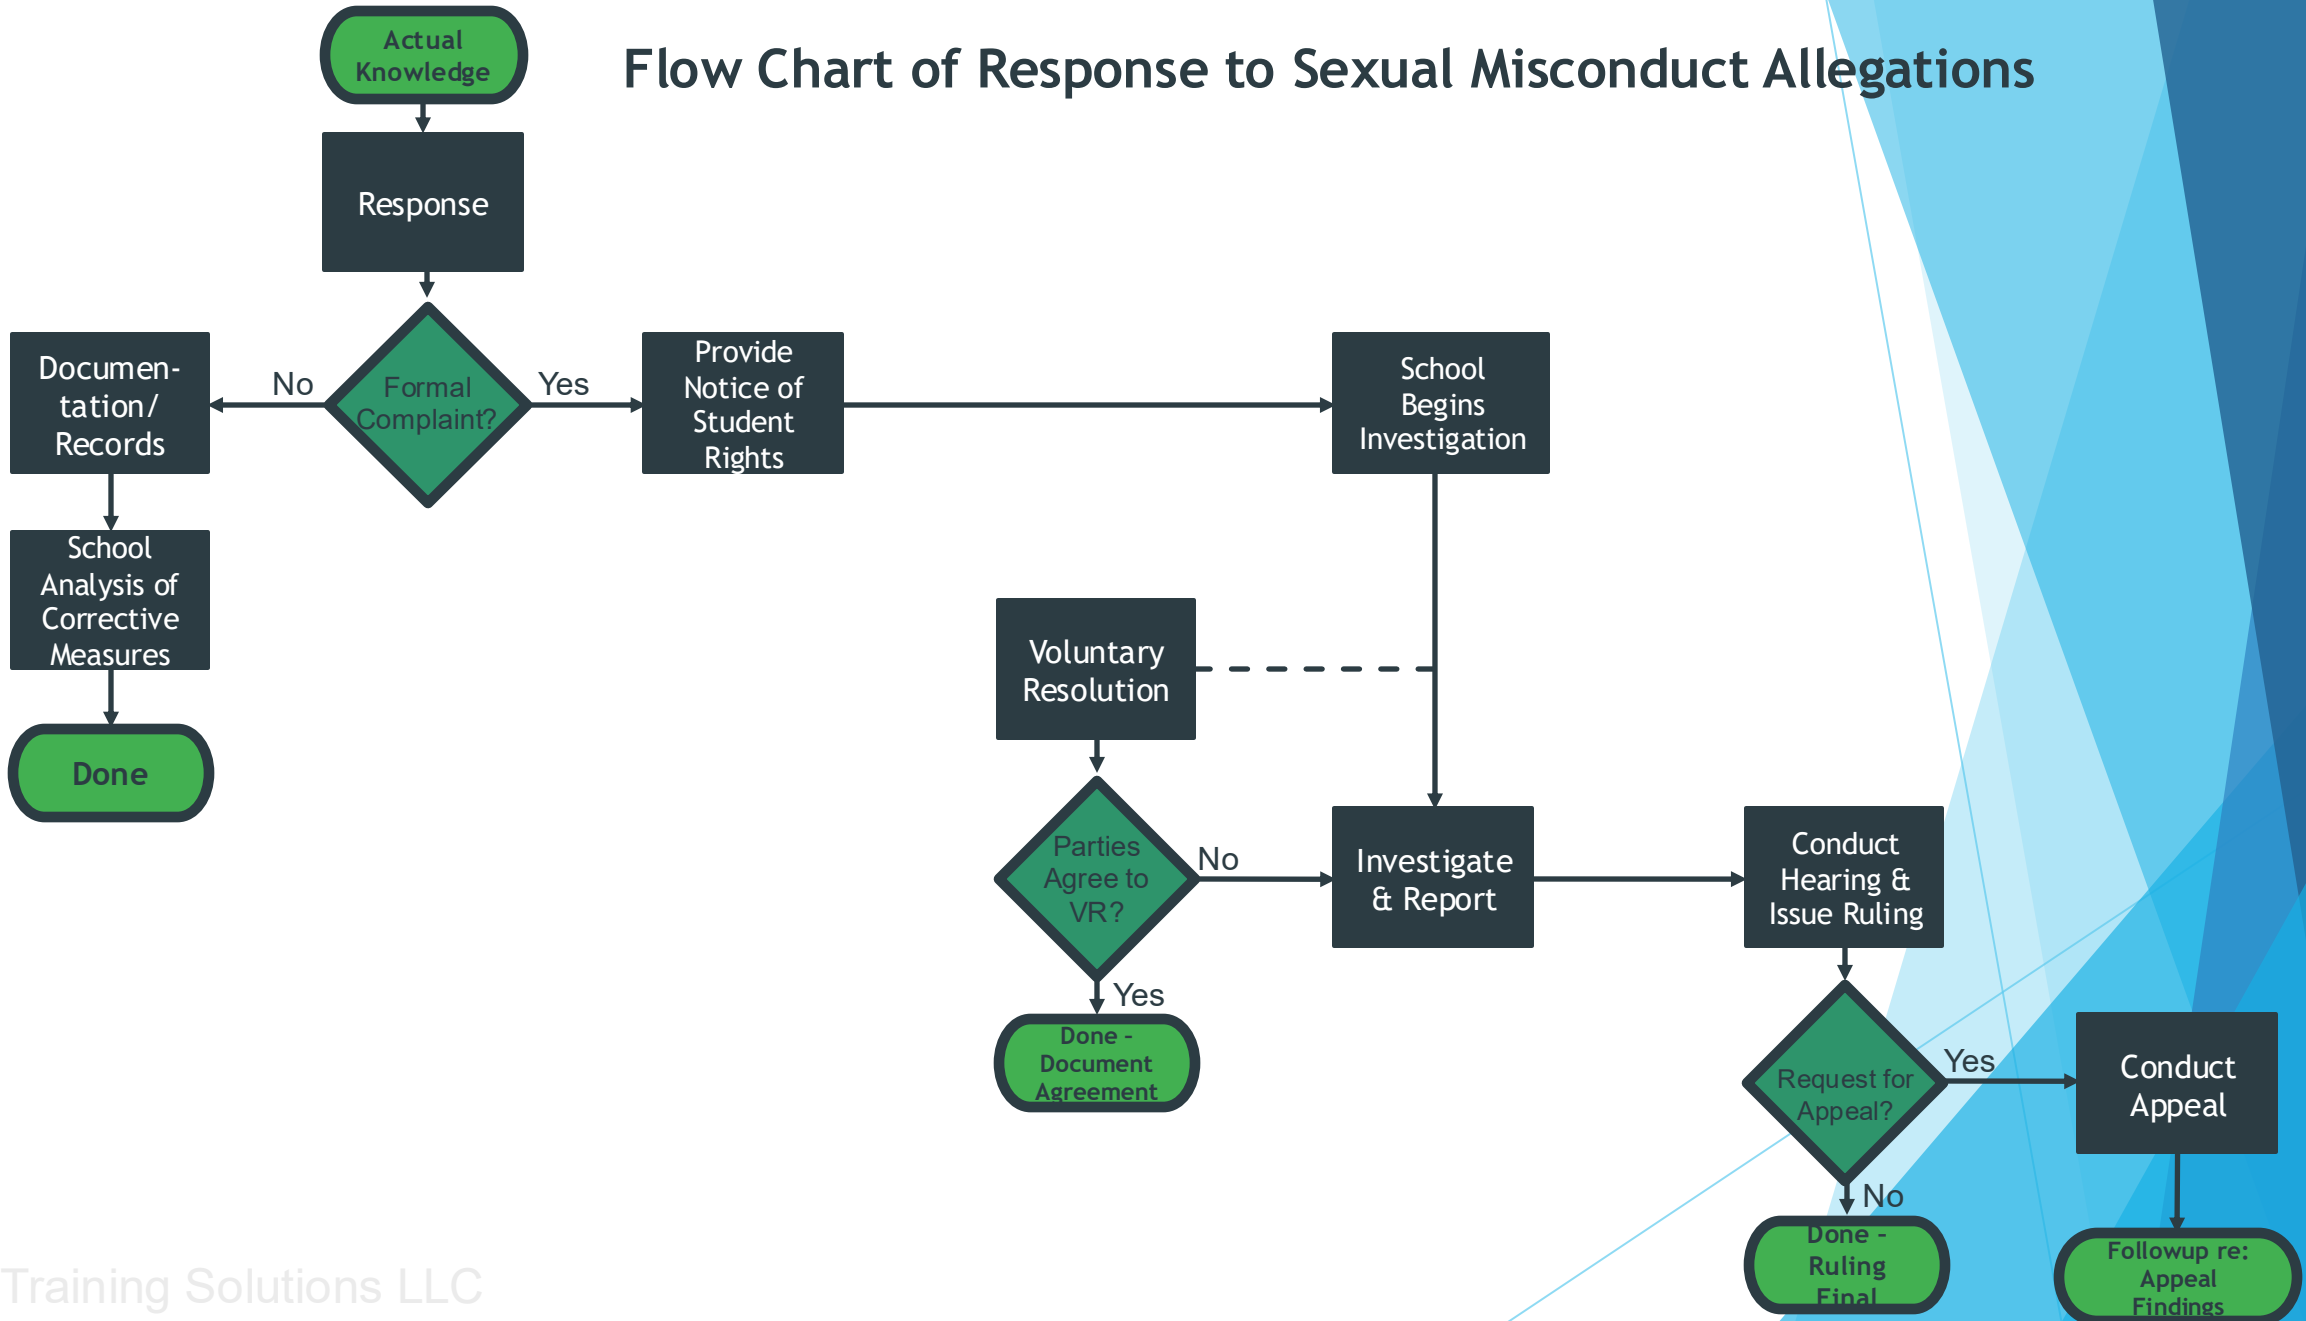 Actual
Knowledge
Flow Chart of Response to Sexual Misconduct Allegations
Response
Documen-
tation/
Records
No
Formal
Complaint?
Yes
Provide
Notice of
Student
Rights
School
Begins
Investigation
School
Analysis of
Corrective
Measures
Done
Voluntary
Resolution
Parties
Agree to
VR?
No
Investigate
& Report
Conduct
Hearing &
Issue Ruling
Yes
Done -
Document
Agreement
Request for
Appeal?
Yes
Conduct
Appeal
No
Done -
Ruling
Final
Followup re:
Appeal
Findings
Training Solutions LLC